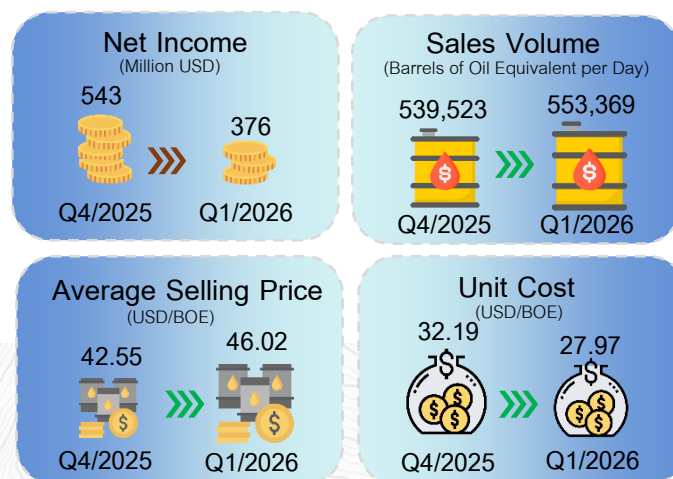 Net Income
(Million USD)
543
376
Q4/2025
Q1/2026
Sales Volume
(Barrels of Oil Equivalent per Day)
539,523
553,369
$
$
Q4/2025
Q1/2026
Average Selling Price
(USD/BOE)
42.55
46.02
$
$
Q4/2025
Q1/2026
Unit Cost
(USD/BOE)
32.19
27.97
$
$
$
$
$
$
$
$
Q4/2025
Q1/2026